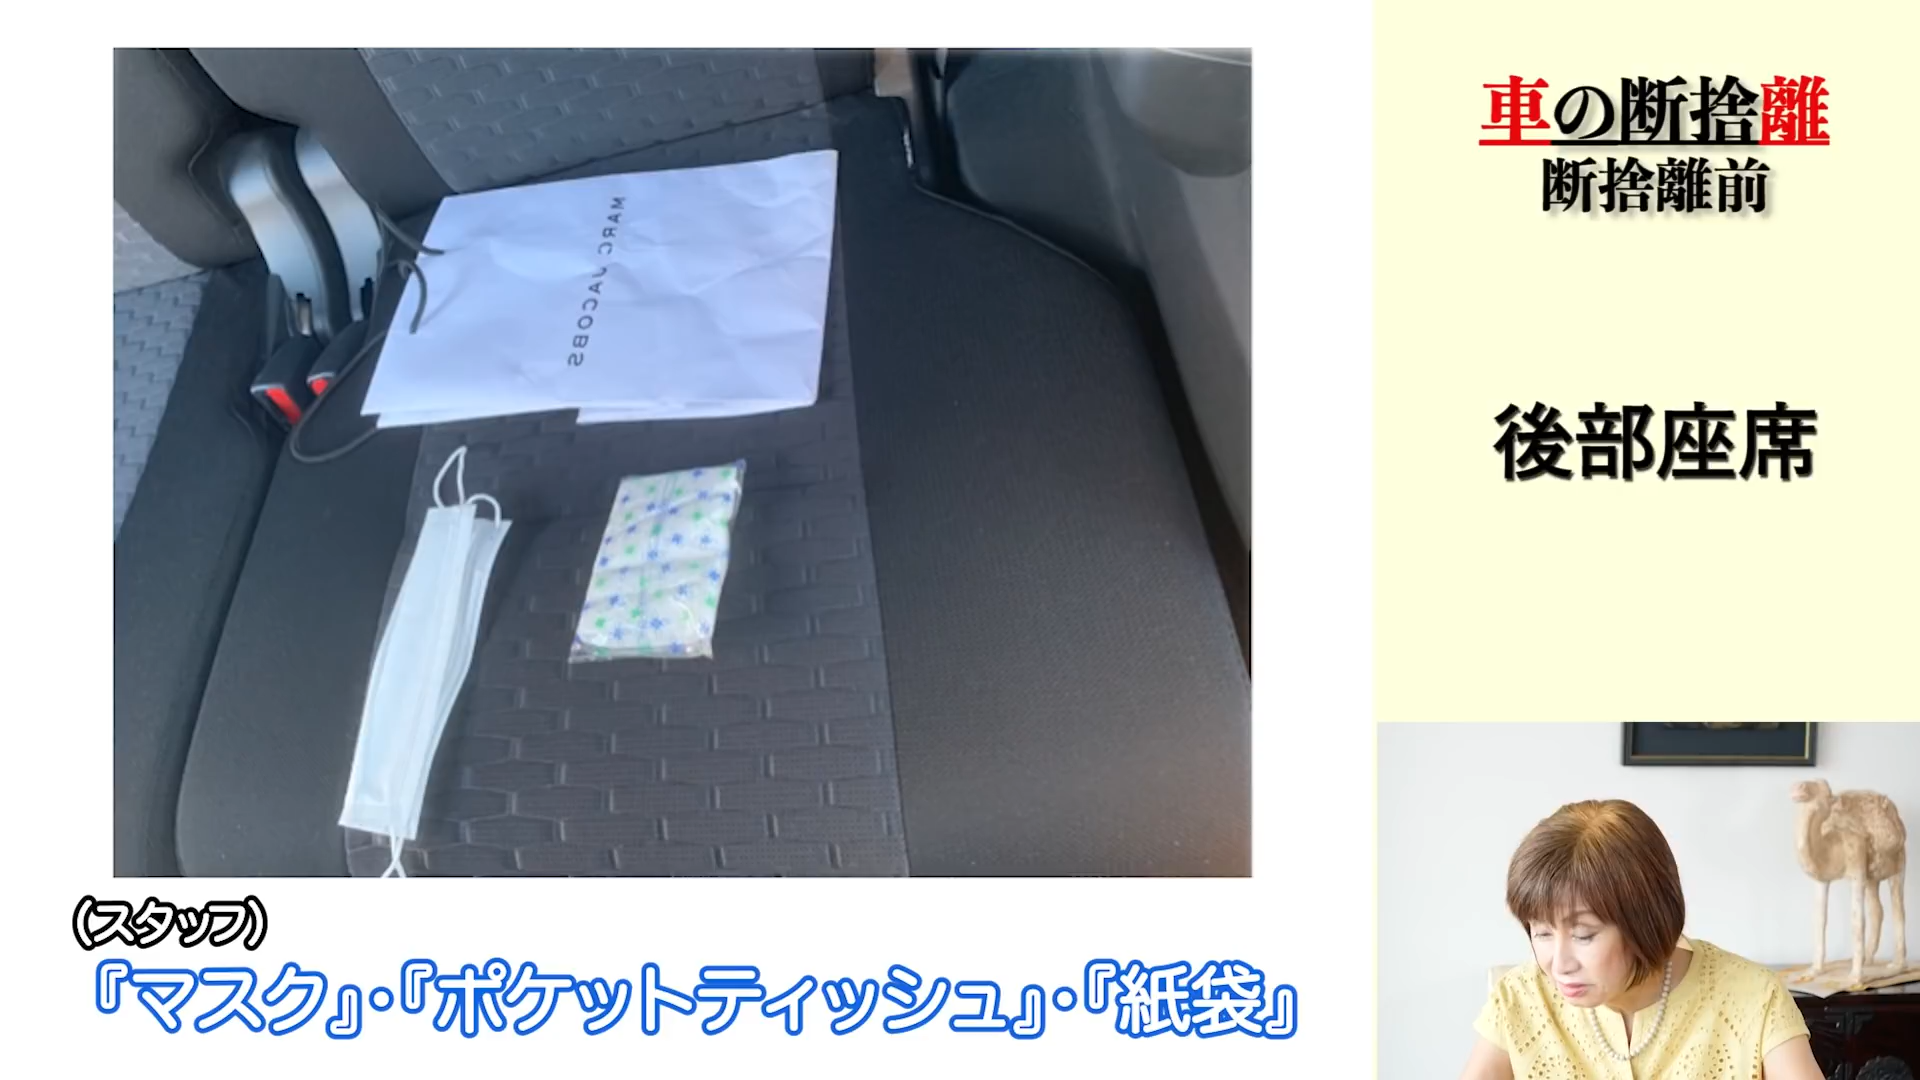 車の断捨離
断捨離前
後部座席
MARC JACOBS
(スタッフ)
『マスク』・『ポケットティッシュ』・『紙袋』